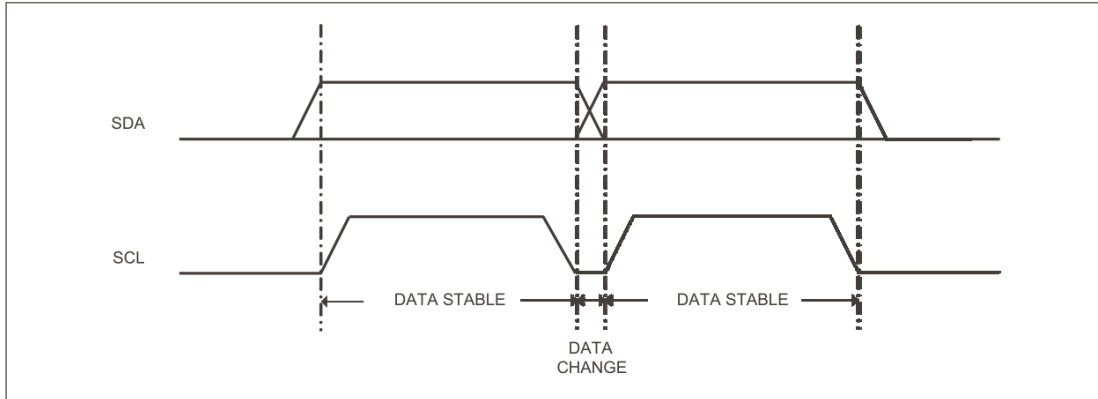 SDA
SCL
DATA STABLE
DATA STABLE
DATA
CHANGE